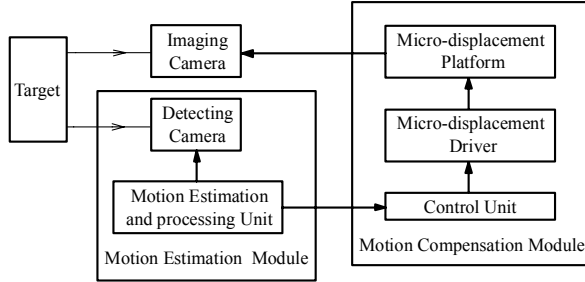 Target
Imaging
Camera
Detecting
Camera
Motion Estimation
and processing Unit
Motion Estimation Module
Micro-displacement
Platform
Micro-displacement
Driver
Control Unit
Motion Compensation Module